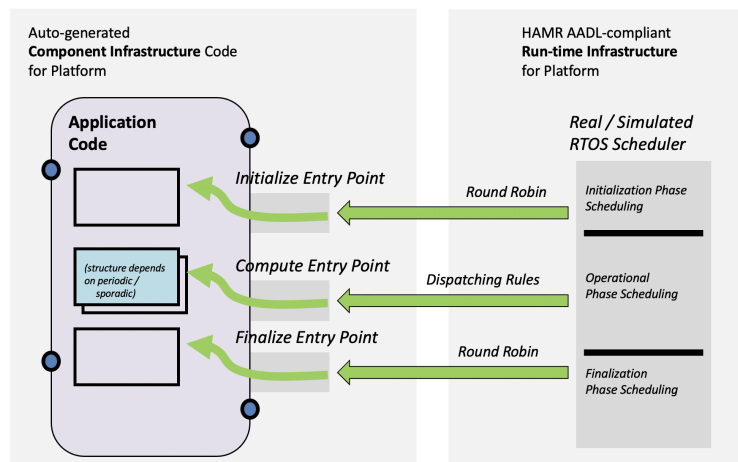 Auto-generated
Component Infrastructure Code
for Platform
HAMR AADL-compliant
Run-time Infrastructure
for Platform
Application
Code
Real / Simulated
RTOS Scheduler
Initialize Entry Point
Round Robin
Initialization Phase
Scheduling
(structure depends
on periodic /
sporadic)
Compute Entry Point
Dispatching Rules
Operational
Phase Scheduling
Finalize Entry Point
Round Robin
Finalization
Phase Scheduling